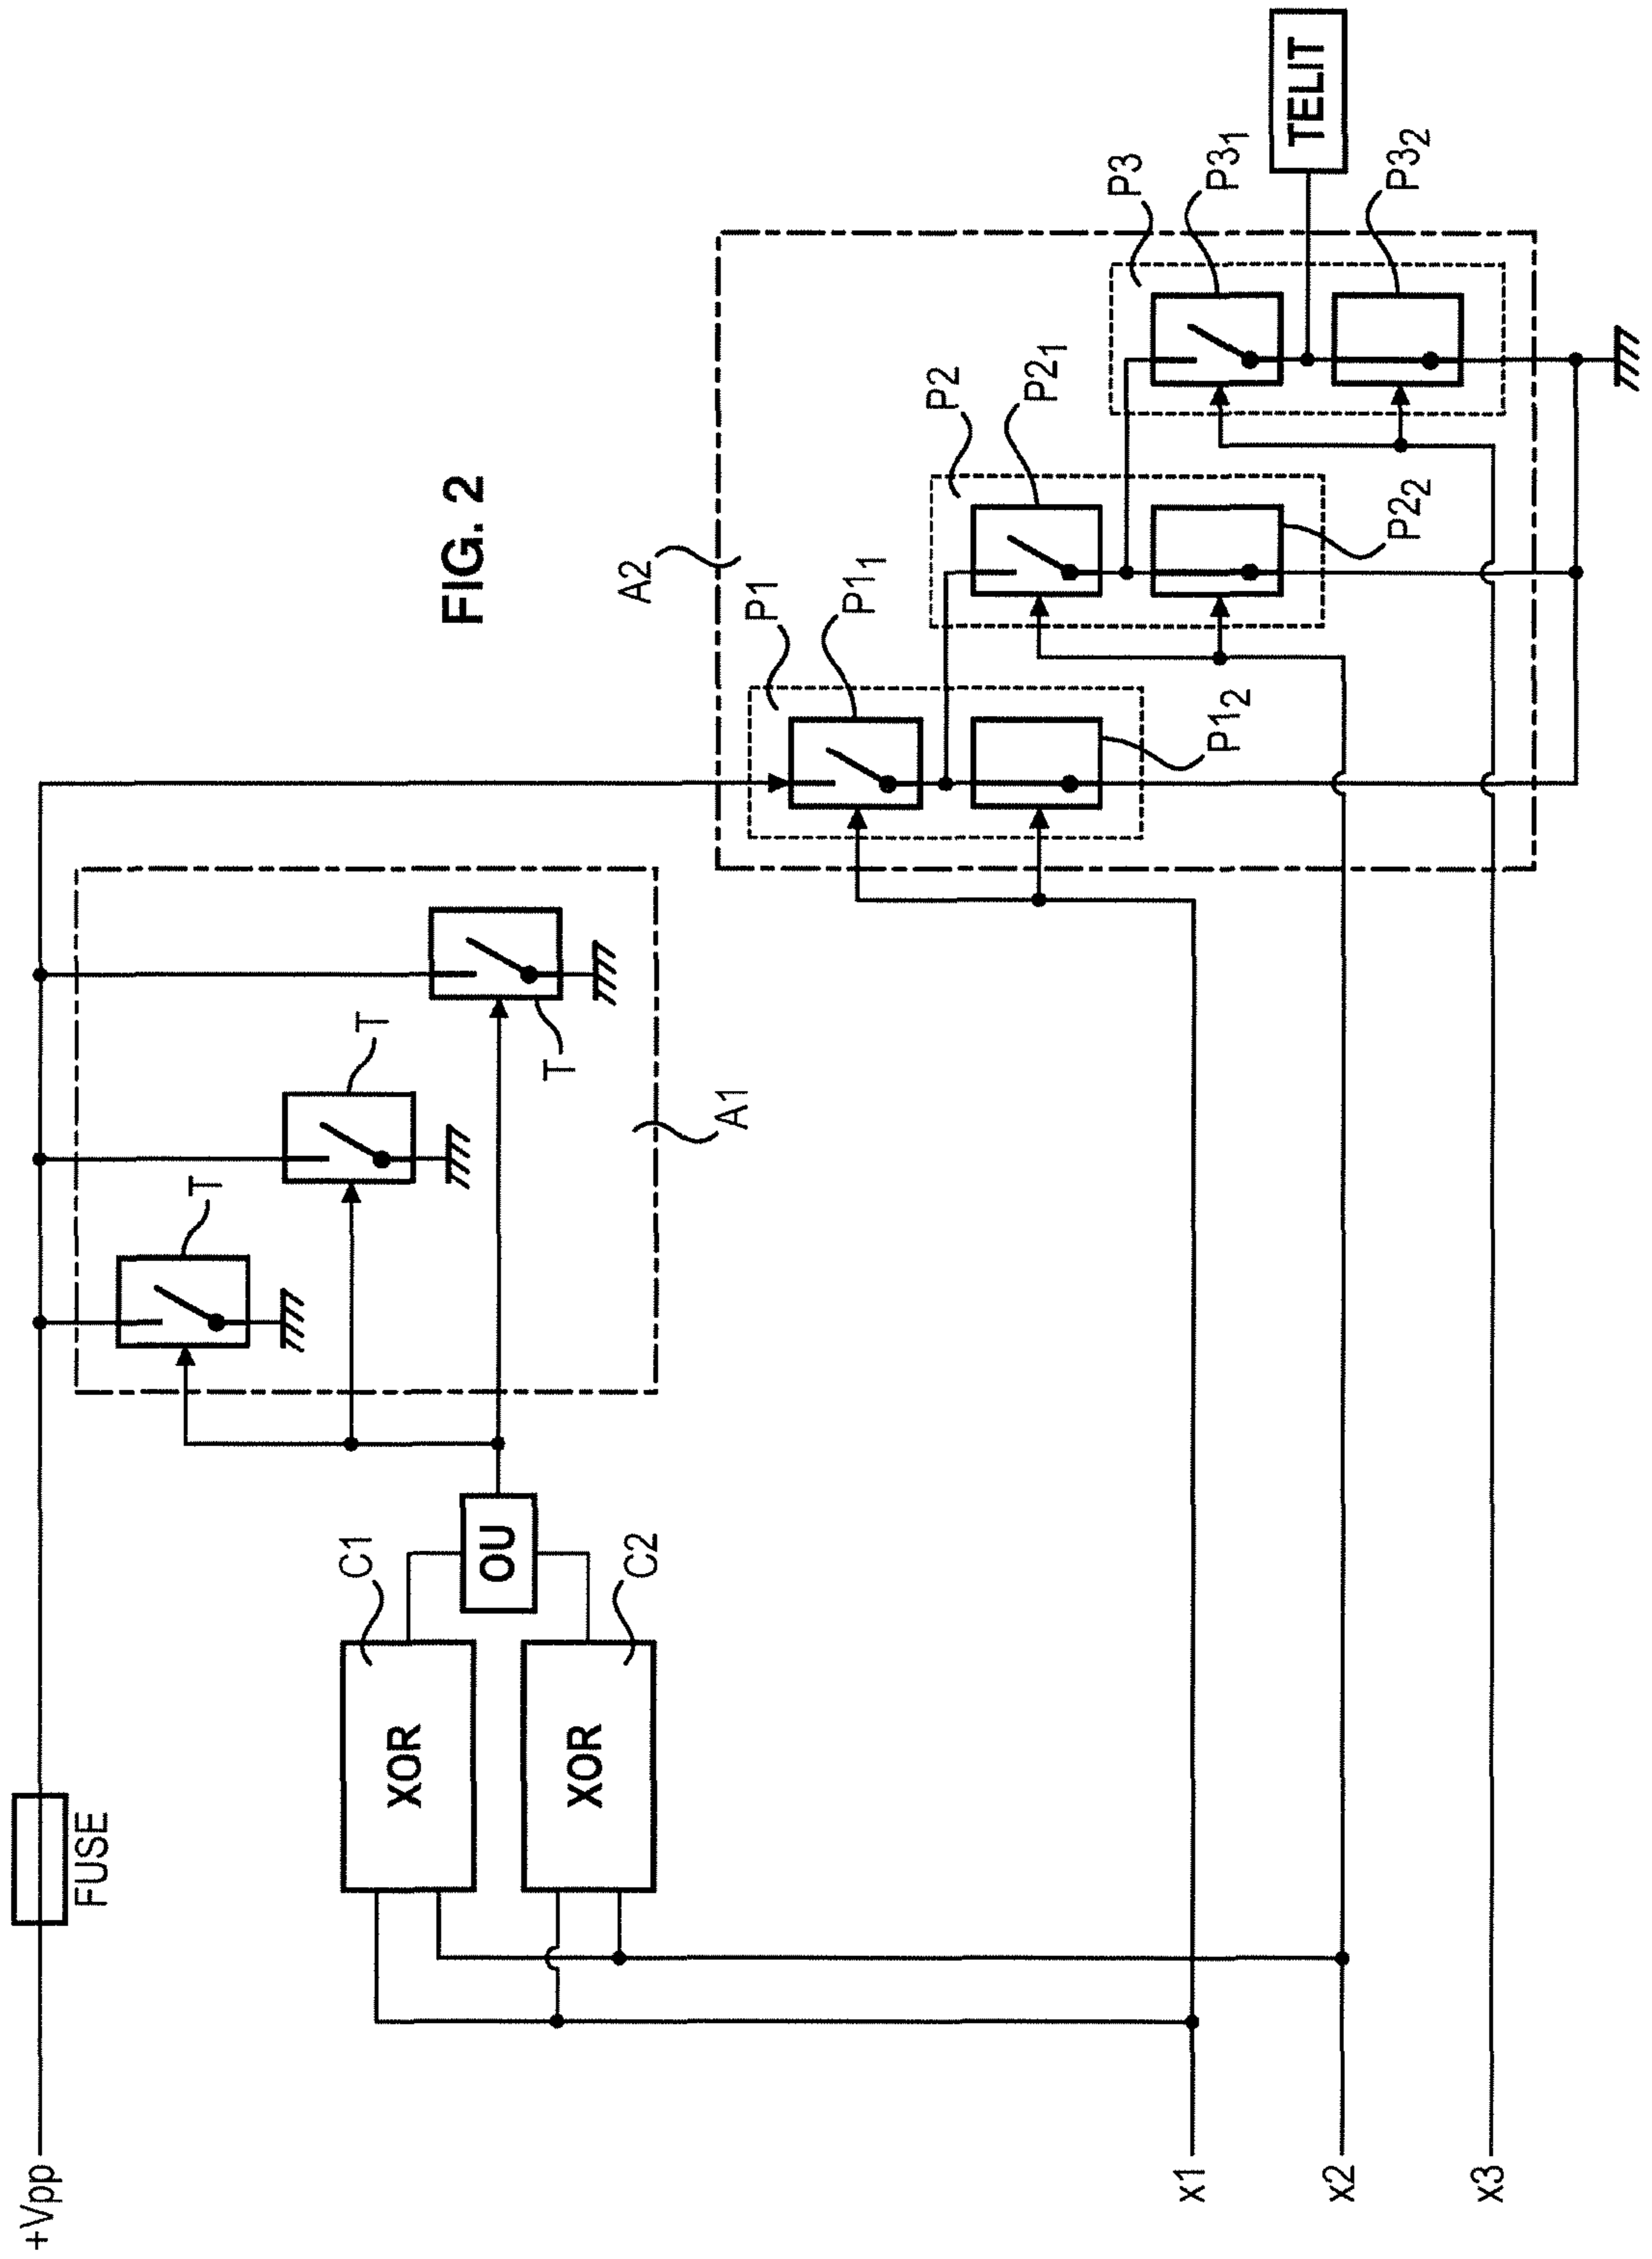 FIG. 2
+Vpp
FUSE
XOR
C1
XOR
C2
OU
T
T
T
A1
A2
P1
P1₁
P1₂
P2
P2₁
P2₂
P3
P3₁
P3₂
TELIT
x1
x2
x3